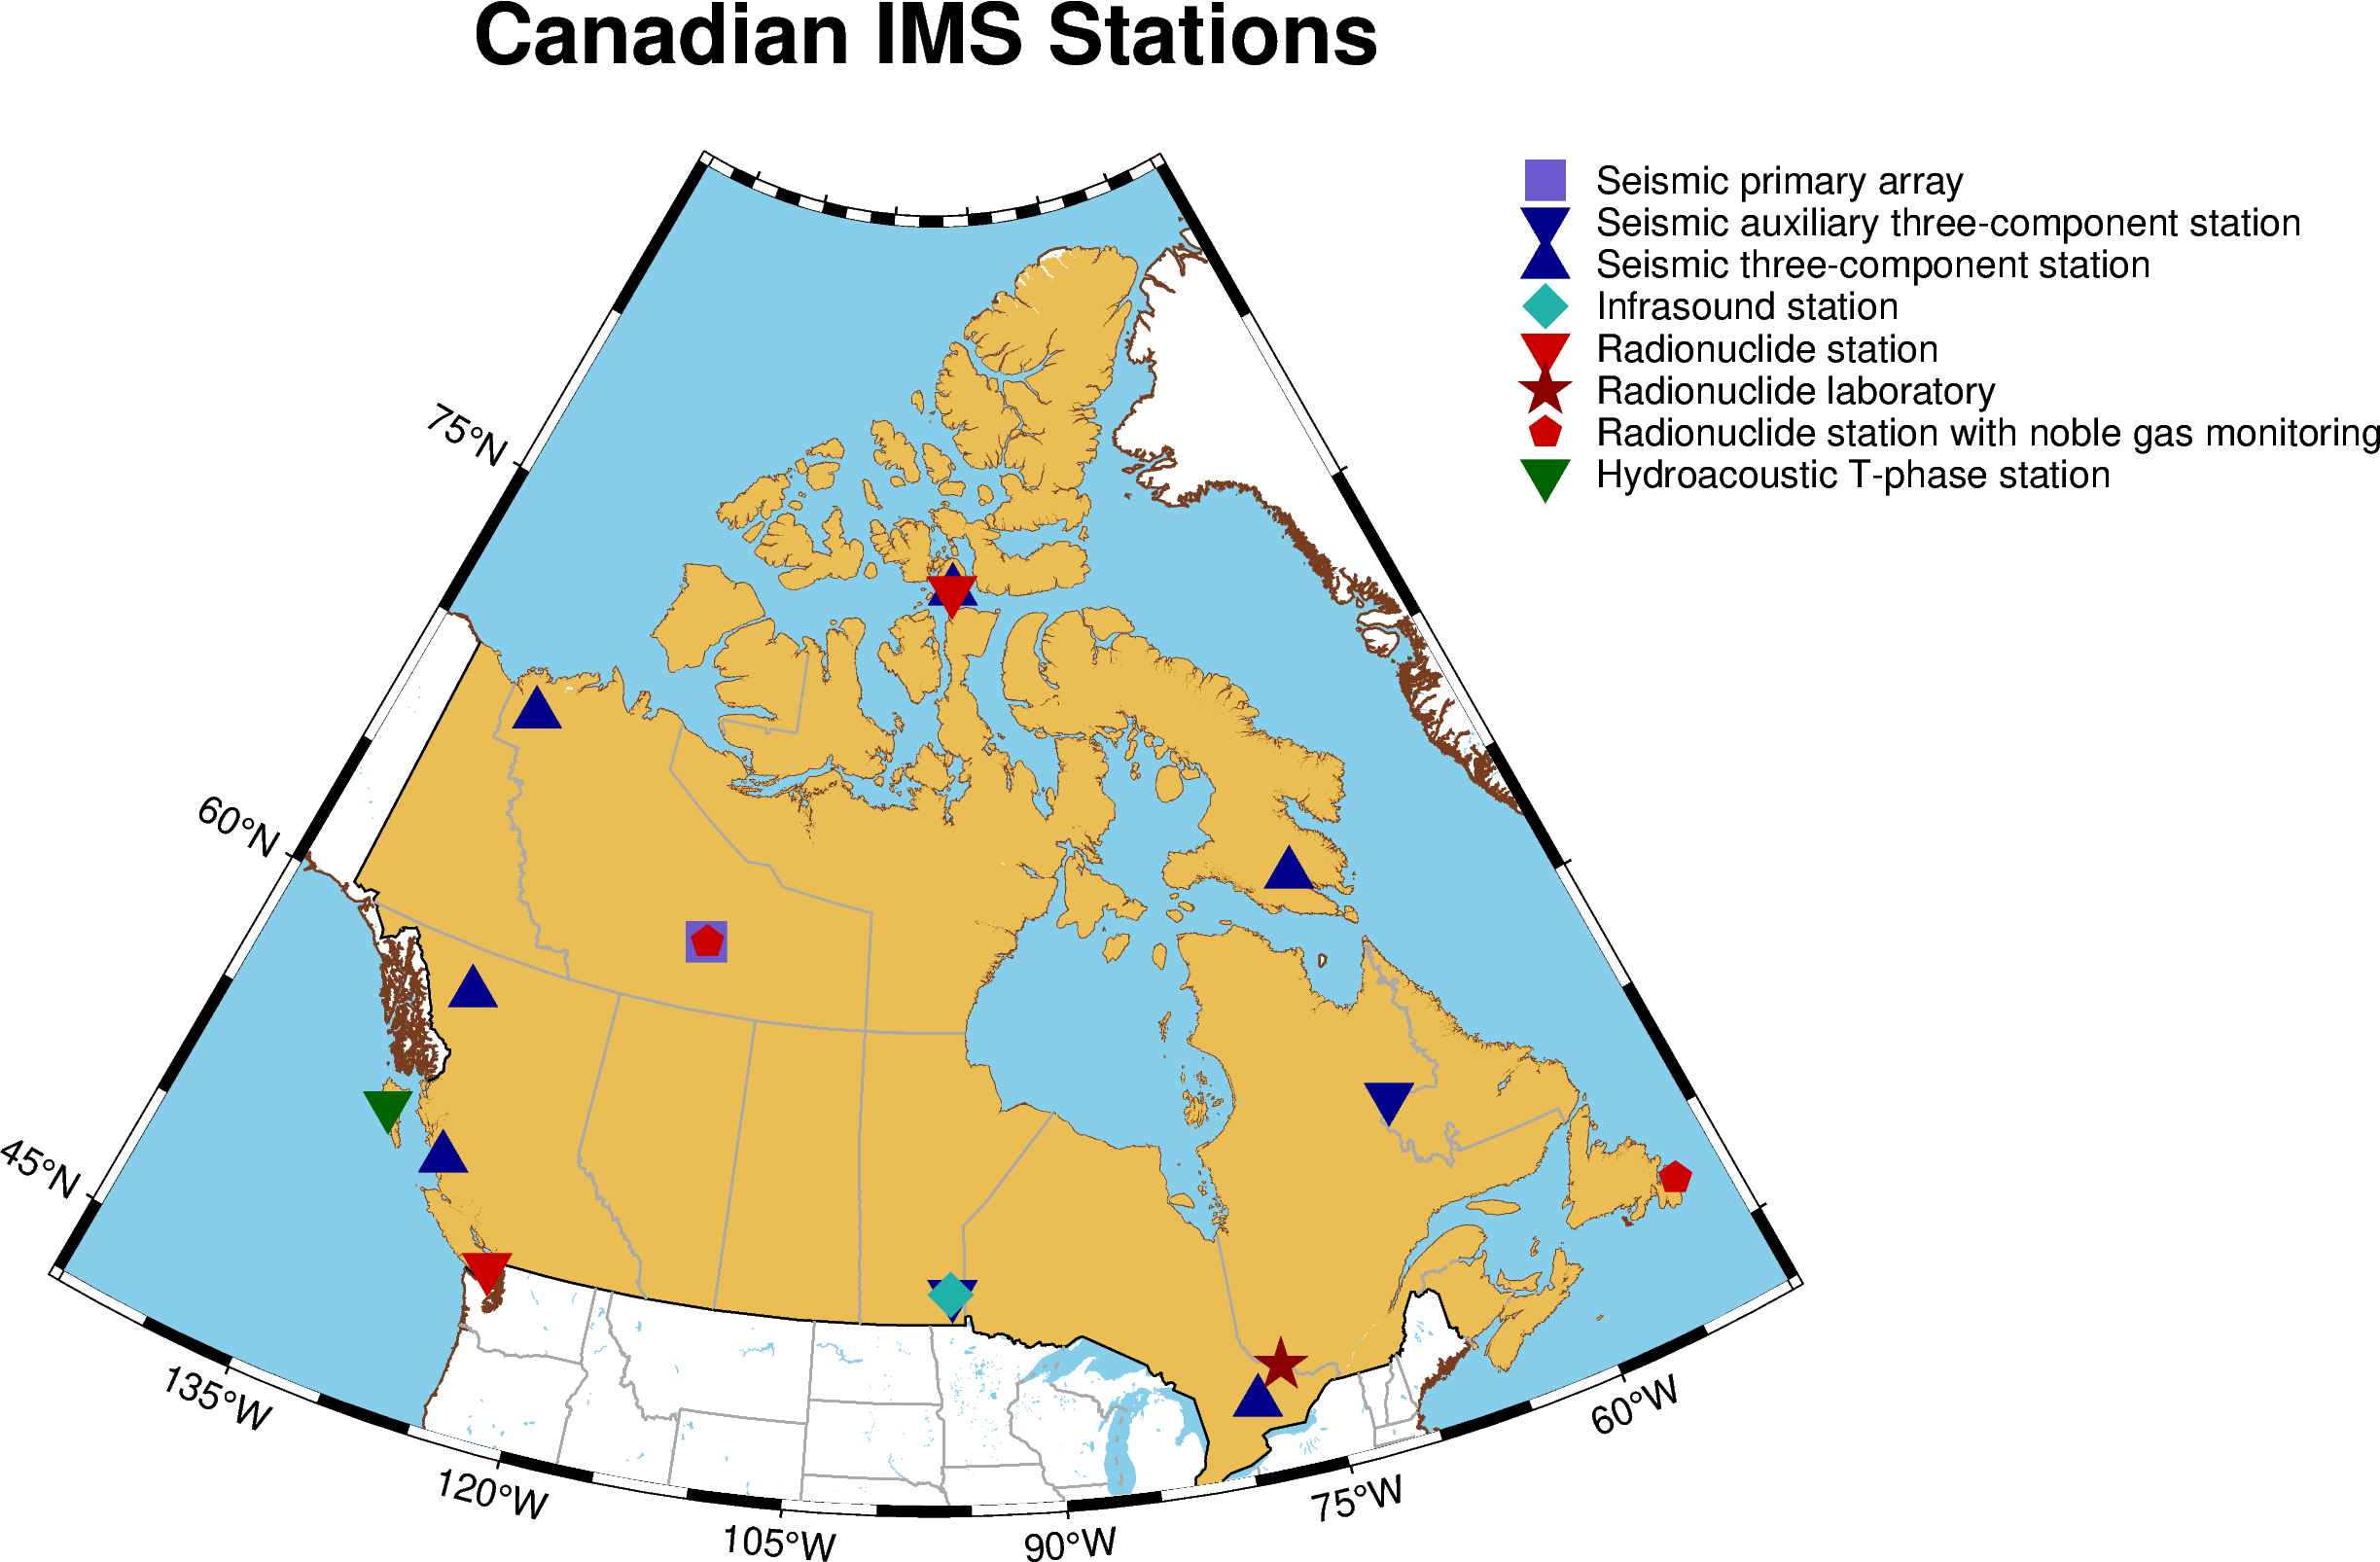 Canadian IMS Stations
Seismic primary array
Seismic auxiliary three-component station
Seismic three-component station
Infrasound station
Radionuclide station
Radionuclide laboratory
Radionuclide station with noble gas monitoring
Hydroacoustic T-phase station
75°N
60°N
45°N
135°W
120°W
105°W
90°W
75°W
60°W